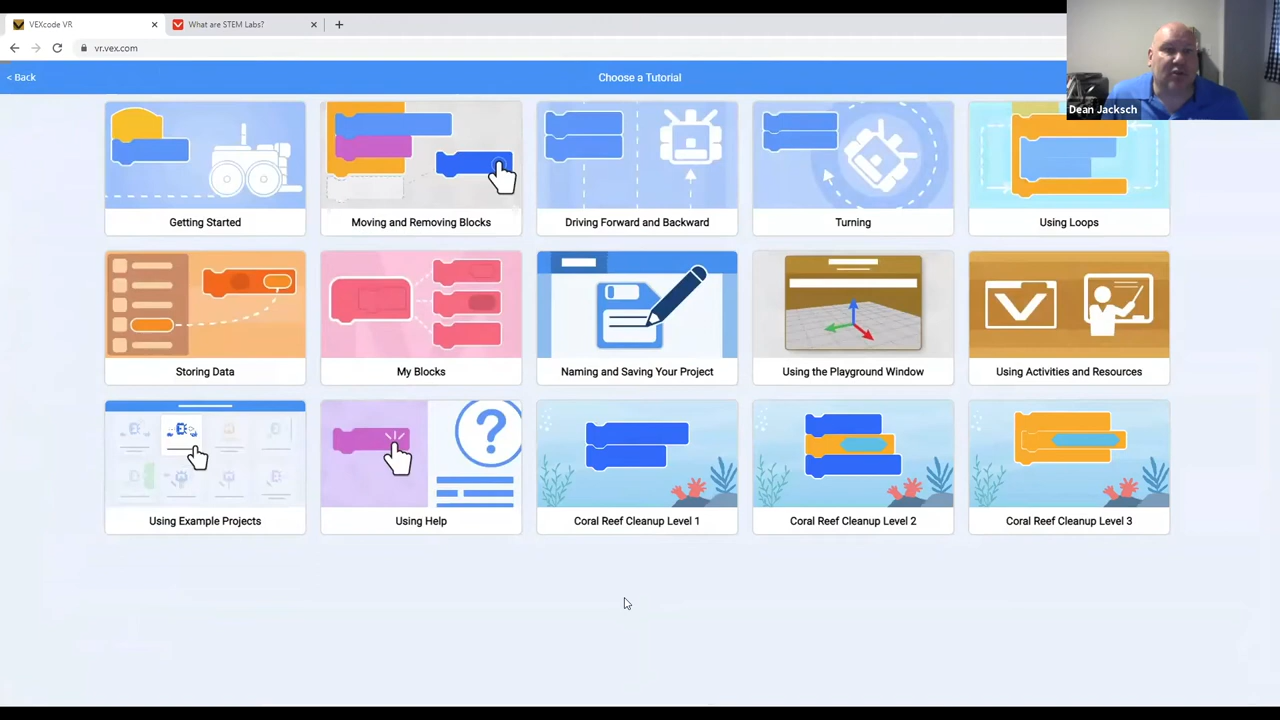 VEXcode VR
What are STEM Labs?
vr.vex.com
< Back
Choose a Tutorial
Dean Jacksch
Getting Started
Moving and Removing Blocks
Driving Forward and Backward
Turning
Using Loops
Storing Data
My Blocks
Naming and Saving Your Project
Using the Playground Window
Using Activities and Resources
Using Example Projects
Using Help
Coral Reef Cleanup Level 1
Coral Reef Cleanup Level 2
Coral Reef Cleanup Level 3